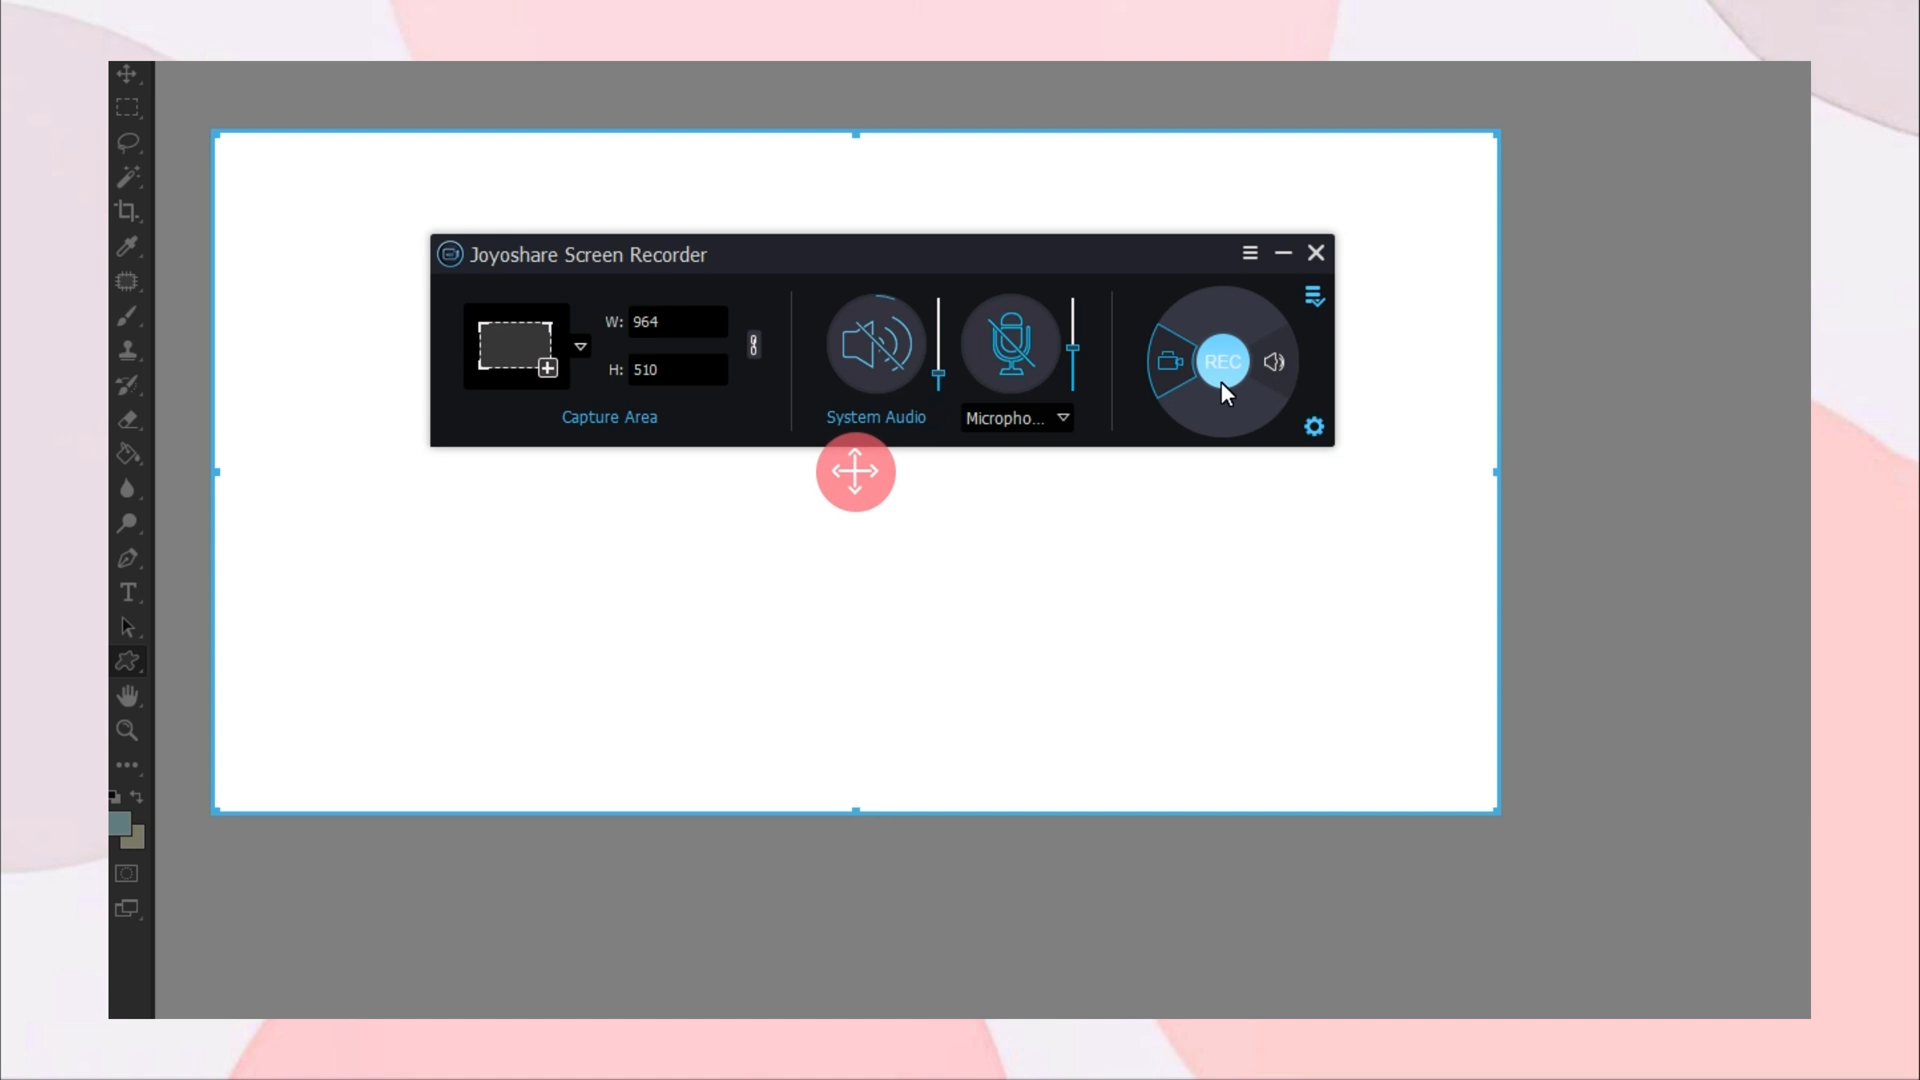 Joyoshare Screen Recorder
W: 964
H: 510
Capture Area
System Audio
Micropho...
REC